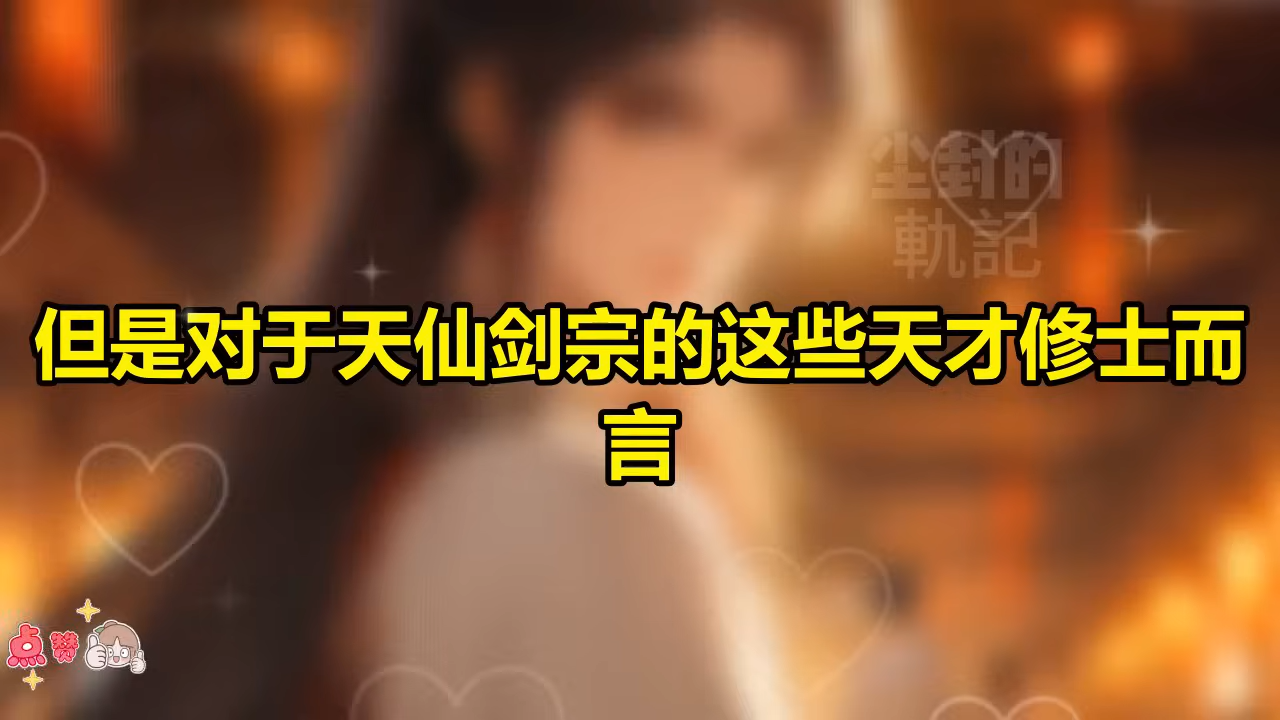 尘封的
軌記
但是对于天仙剑宗的这些天才修士而
言
点赞